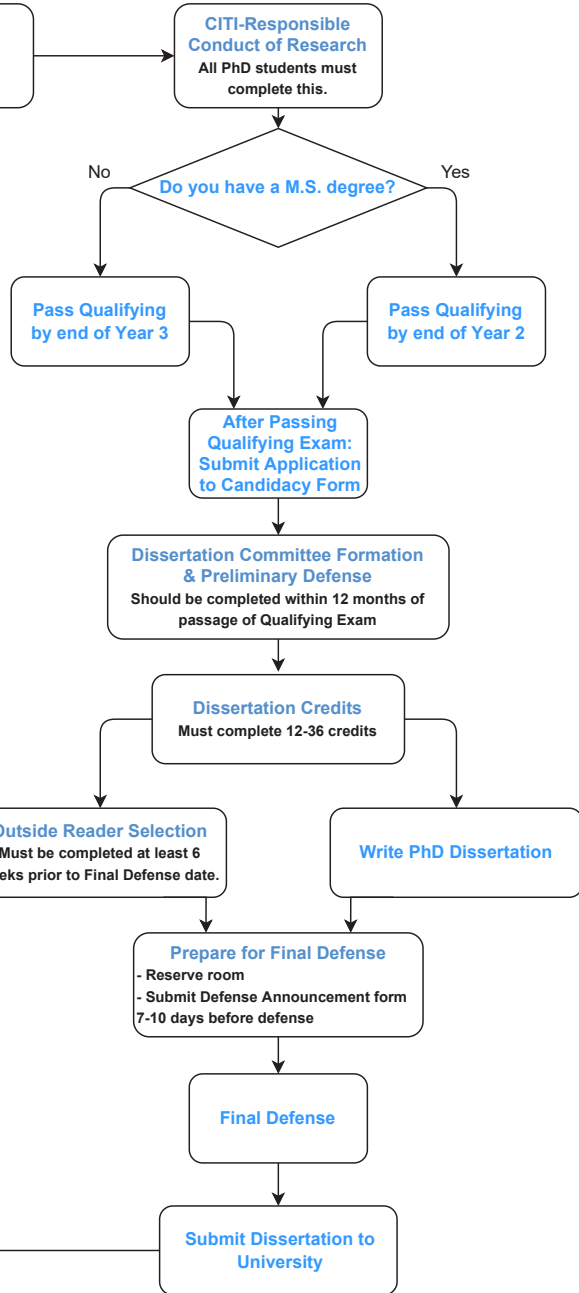 CITI-Responsible
Conduct of Research
All PhD students must
complete this.
No
Do you have a M.S. degree?
Yes
Pass Qualifying
by end of Year 3
Pass Qualifying
by end of Year 2
After Passing
Qualifying Exam:
Submit Application
to Candidacy Form
Dissertation Committee Formation
& Preliminary Defense
Should be completed within 12 months of
passage of Qualifying Exam
Dissertation Credits
Must complete 12-36 credits
Outside Reader Selection
Must be completed at least 6
eeks prior to Final Defense date.
Write PhD Dissertation
Prepare for Final Defense
- Reserve room
- Submit Defense Announcement form
7-10 days before defense
Final Defense
Submit Dissertation to
University